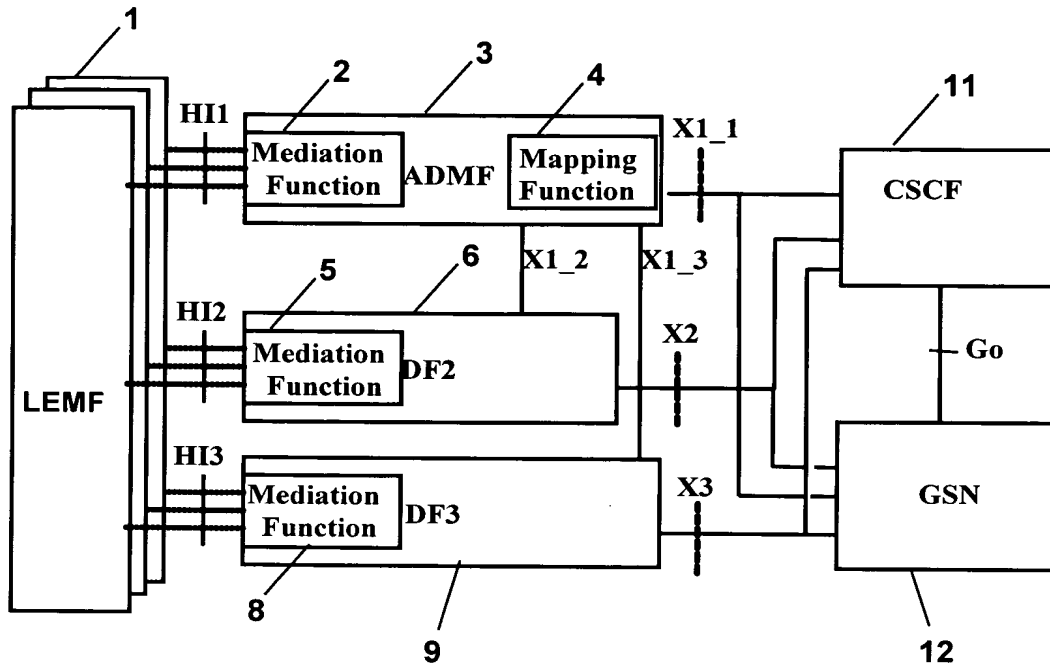 1
2
3
4
11
HI1
Mediation
Function
ADMF
Mapping
Function
X1_1
CSCF
X1_2
X1_3
5
6
HI2
Mediation
Function
DF2
X2
Go
LEMF
HI3
Mediation
Function
DF3
X3
GSN
8
9
12